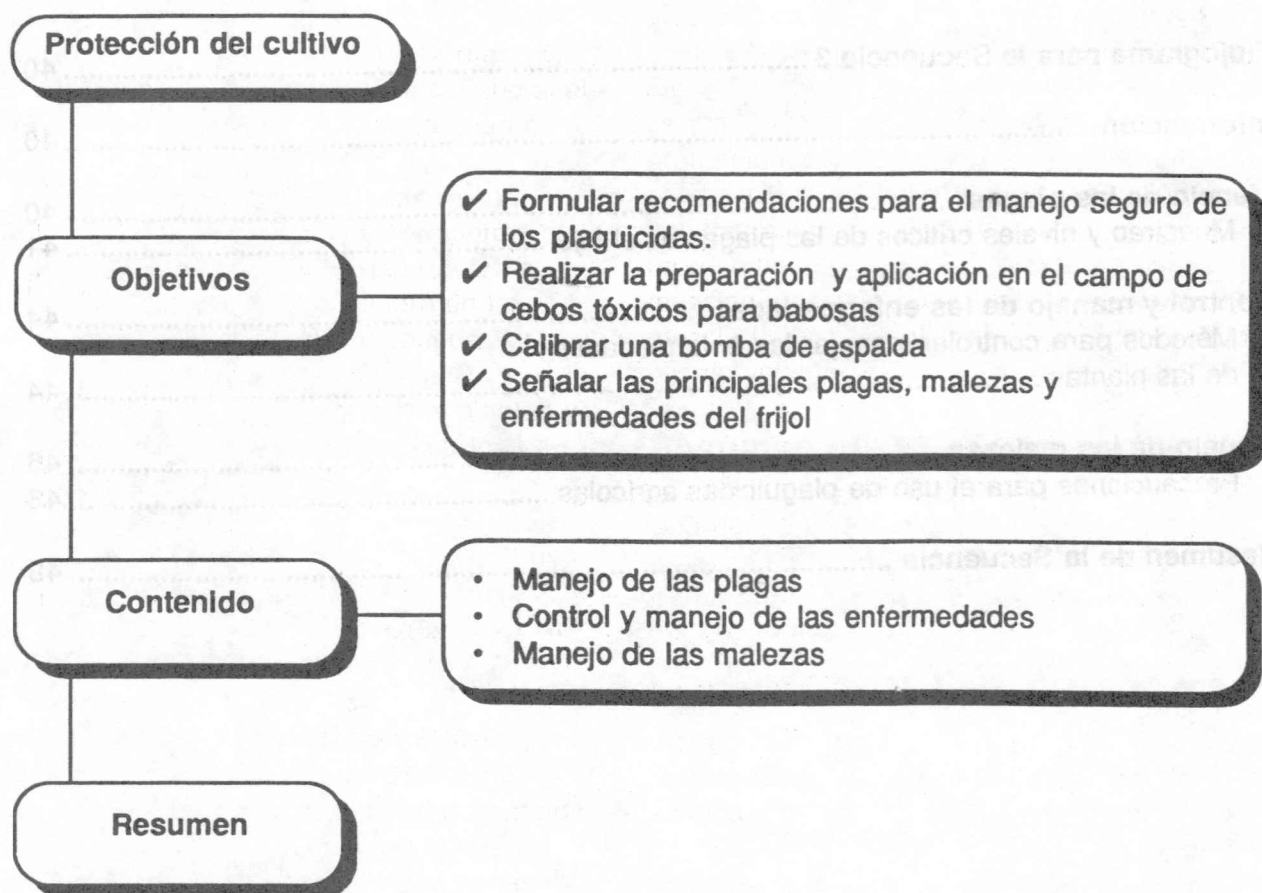 Protección del cultivo
Objetivos
✔ Formular recomendaciones para el manejo seguro de
los plaguicidas.
✔ Realizar la preparación y aplicación en el campo de
cebos tóxicos para babosas
✔ Calibrar una bomba de espalda
✔ Señalar las principales plagas, malezas y
enfermedades del frijol
Contenido
• Manejo de las plagas
• Control y manejo de las enfermedades
• Manejo de las malezas
Resumen